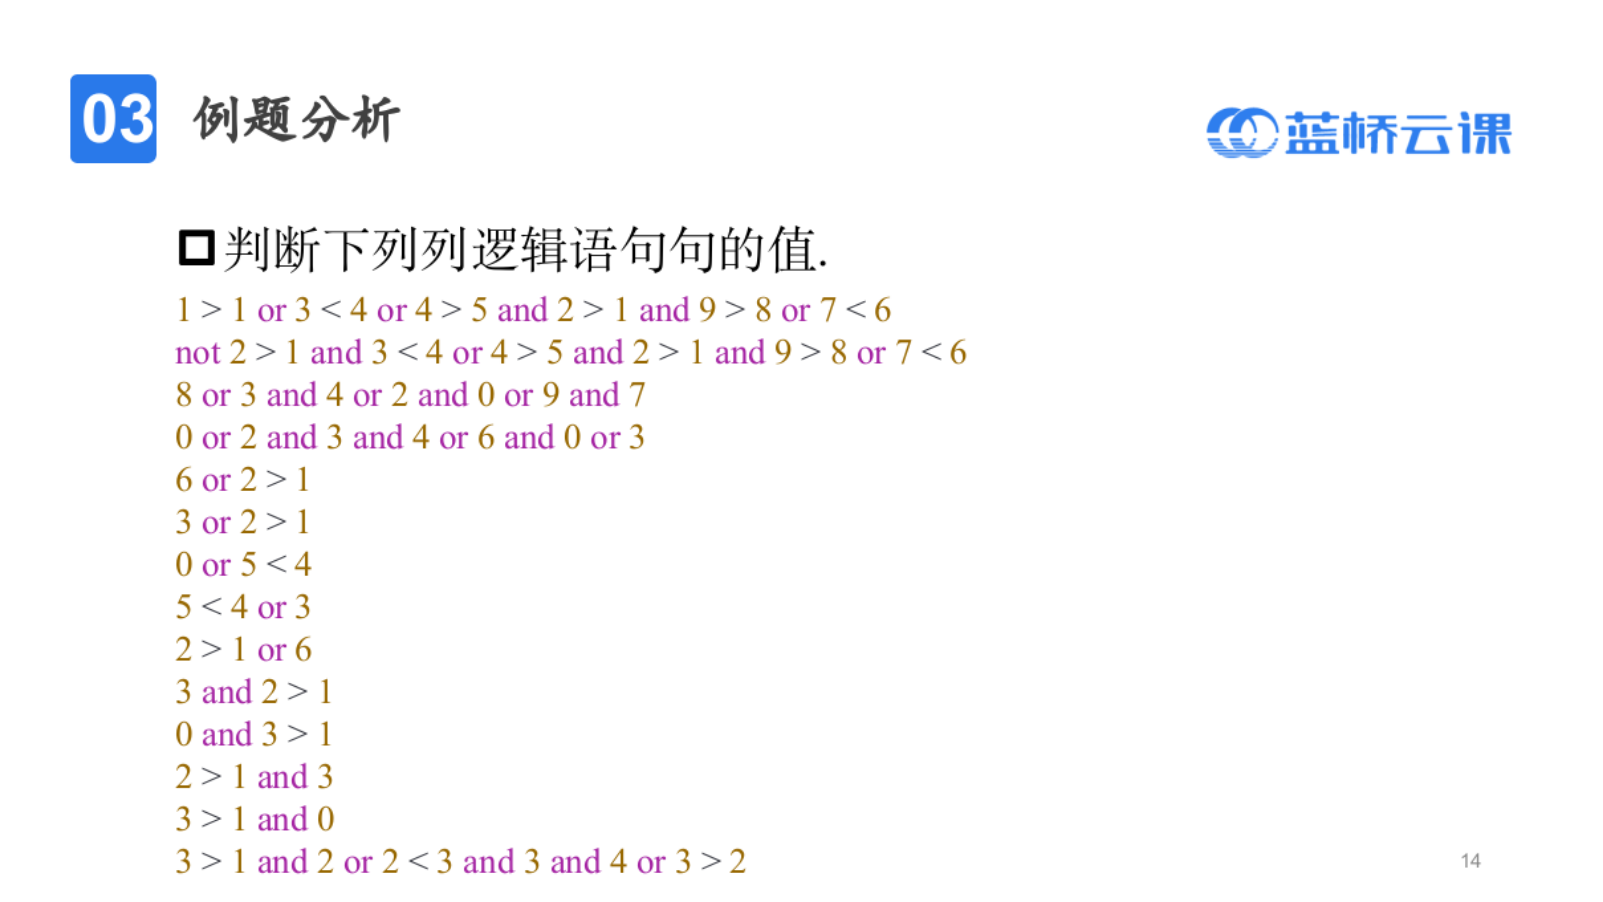 03 例题分析
蓝桥云课
判断下列列逻辑语句句的值.
1 > 1 or 3 < 4 or 4 > 5 and 2 > 1 and 9 > 8 or 7 < 6
not 2 > 1 and 3 < 4 or 4 > 5 and 2 > 1 and 9 > 8 or 7 < 6
8 or 3 and 4 or 2 and 0 or 9 and 7
0 or 2 and 3 and 4 or 6 and 0 or 3
6 or 2 > 1
3 or 2 > 1
0 or 5 < 4
5 < 4 or 3
2 > 1 or 6
3 and 2 > 1
0 and 3 > 1
2 > 1 and 3
3 > 1 and 0
3 > 1 and 2 or 2 < 3 and 3 and 4 or 3 > 2
14